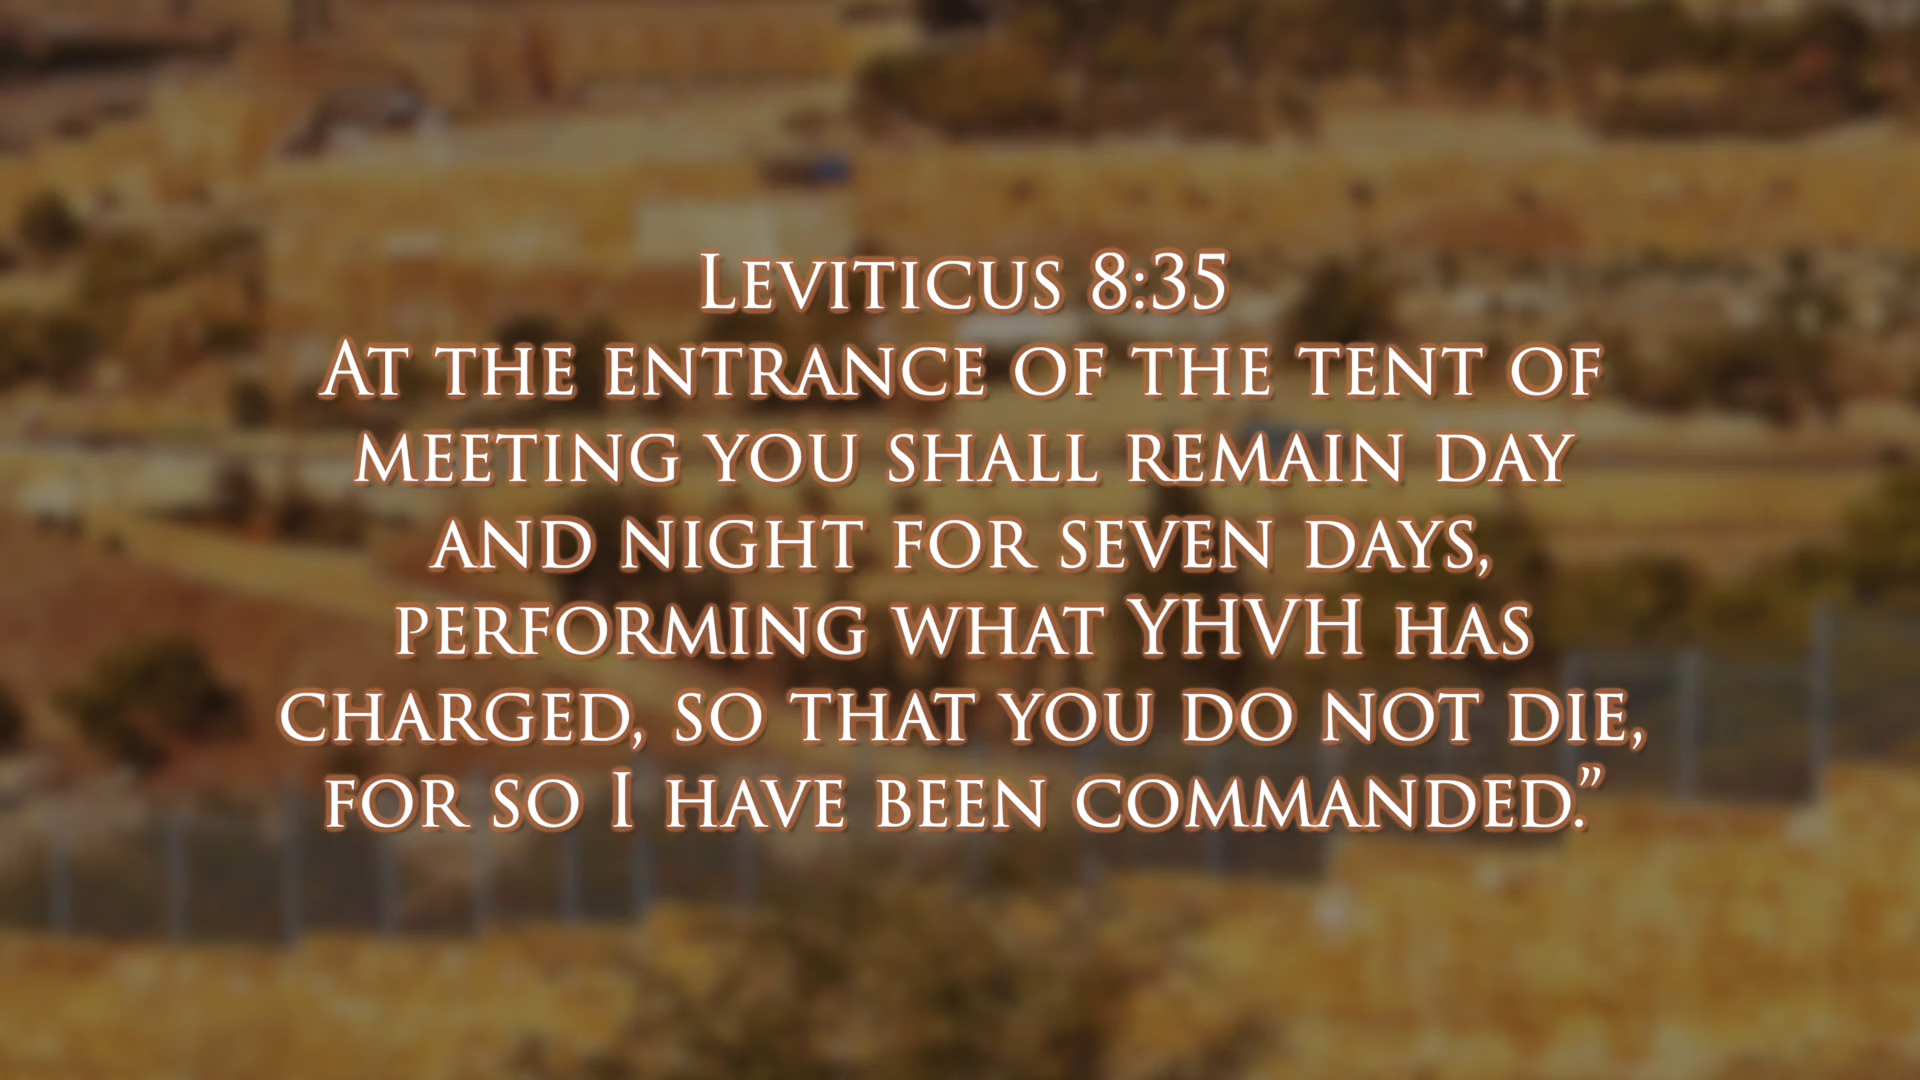 Leviticus 8:35
At the entrance of the tent of
meeting you shall remain day
and night for seven days,
performing what YHVH has
charged, so that you do not die,
for so I have been commanded.”